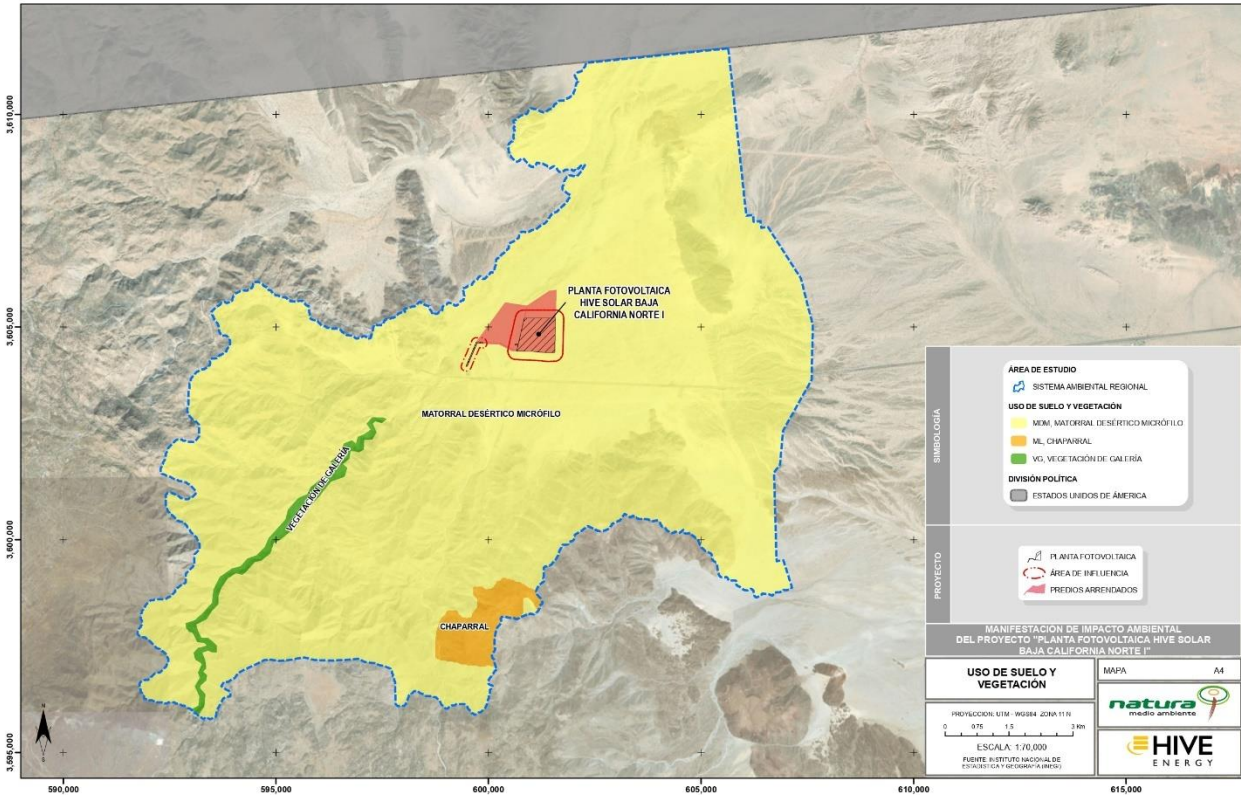 3,610,000
3,605,000
3,600,000
3,595,000
590,000
595,000
600,000
605,000
610,000
615,000
PLANTA FOTOVOLTAICA
HIVE SOLAR BAJA
CALIFORNIA NORTE I
MATORRAL DESÉRTICO MICRÓFILO
VEGETACIÓN DE GALERÍA
CHAPARRAL
N
S
SIMBOLOGÍA
ÁREA DE ESTUDIO
SISTEMA AMBIENTAL REGIONAL
USO DE SUELO Y VEGETACIÓN
MDM, MATORRAL DESÉRTICO MICRÓFILO
ML, CHAPARRAL
VG, VEGETACIÓN DE GALERÍA
DIVISIÓN POLÍTICA
ESTADOS UNIDOS DE ÁMERICA
PROYECTO
PLANTA FOTOVOLTAICA
ÁREA DE INFLUENCIA
PREDIOS ARRENDADOS
MANIFESTACIÓN DE IMPACTO AMBIENTAL
DEL PROYECTO "PLANTA FOTOVOLTAICA HIVE SOLAR
BAJA CALIFORNIA NORTE I"
USO DE SUELO Y
VEGETACIÓN
MAPA A4
PROYECCIÓN: UTM - WGS84 ZONA 11 N
0 0.75 1.5 3 Km
ESCALA: 1:70,000
FUENTE: INSTITUTO NACIONAL DE
ESTADÍSTICA Y GEOGRAFÍA (INEGI)
natura
medio ambiente
HIVE
ENERGY